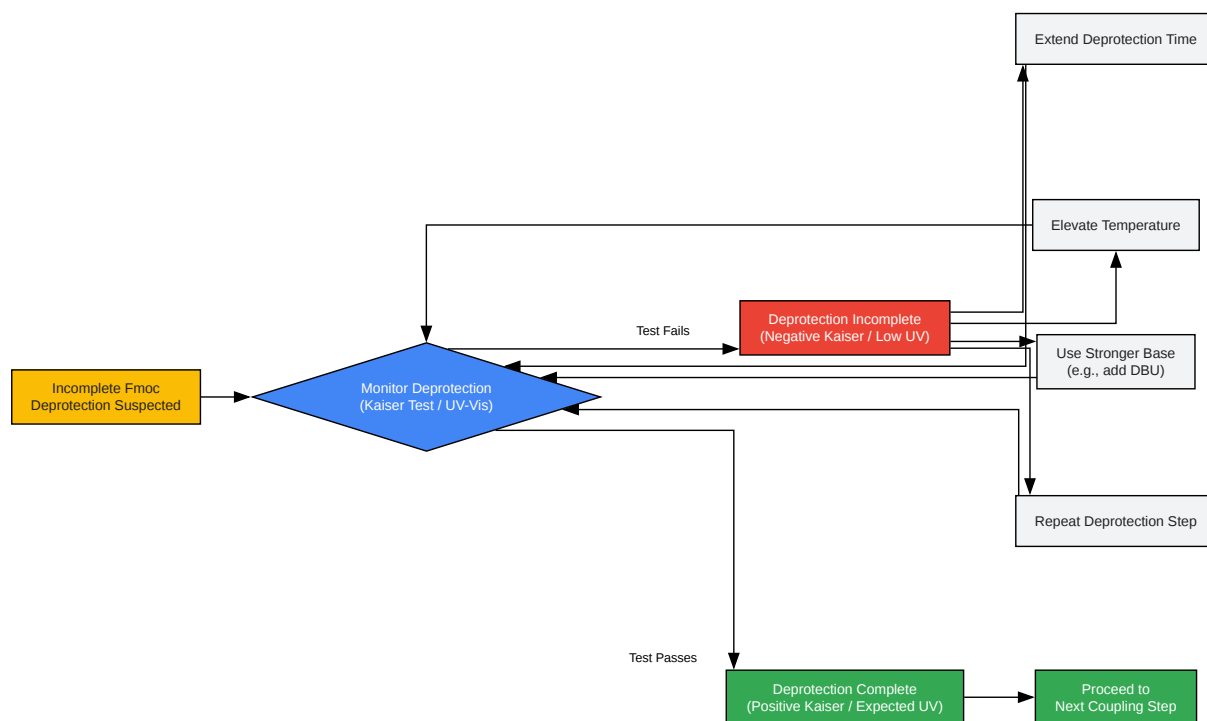 Extend Deprotection Time
Elevate Temperature
Deprotection Incomplete
(Negative Kaiser / Low UV)
Test Fails
Use Stronger Base
(e.g., add DBU)
Incomplete Fmoc
Deprotection Suspected
Monitor Deprotection
(Kaiser Test / UV-Vis)
Repeat Deprotection Step
Test Passes
Deprotection Complete
(Positive Kaiser / Expected UV)
Proceed to
Next Coupling Step